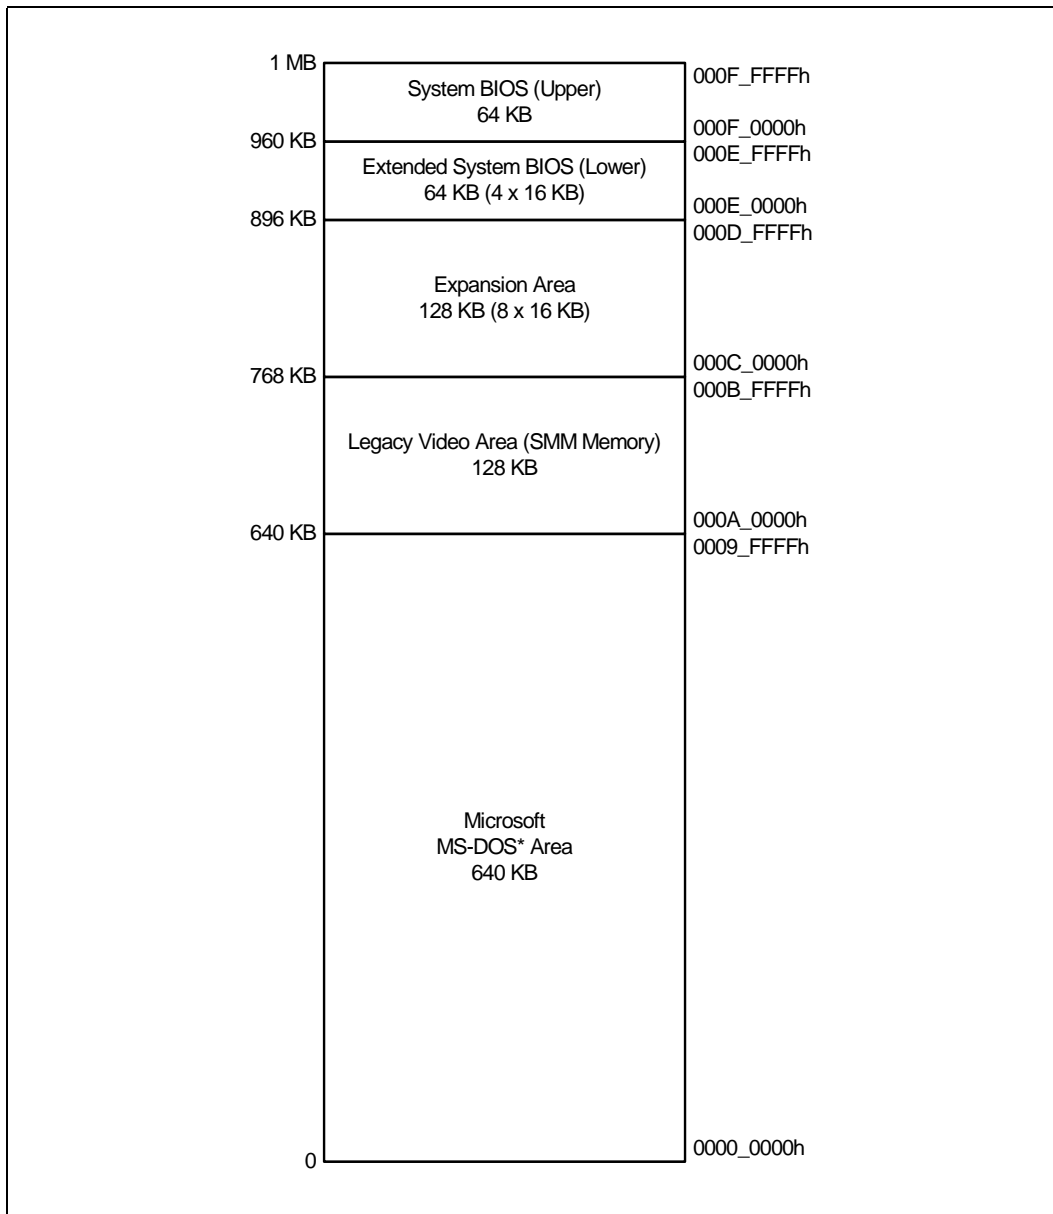 1 MB
000F_FFFFh
System BIOS (Upper)
64 KB
000F_0000h
960 KB
000E_FFFFh
Extended System BIOS (Lower)
64 KB (4 x 16 KB)
000E_0000h
896 KB
000D_FFFFh
Expansion Area
128 KB (8 x 16 KB)
000C_0000h
768 KB
000B_FFFFh
Legacy Video Area (SMM Memory)
128 KB
000A_0000h
640 KB
0009_FFFFh
Microsoft
MS-DOS* Area
640 KB
0000_0000h
0